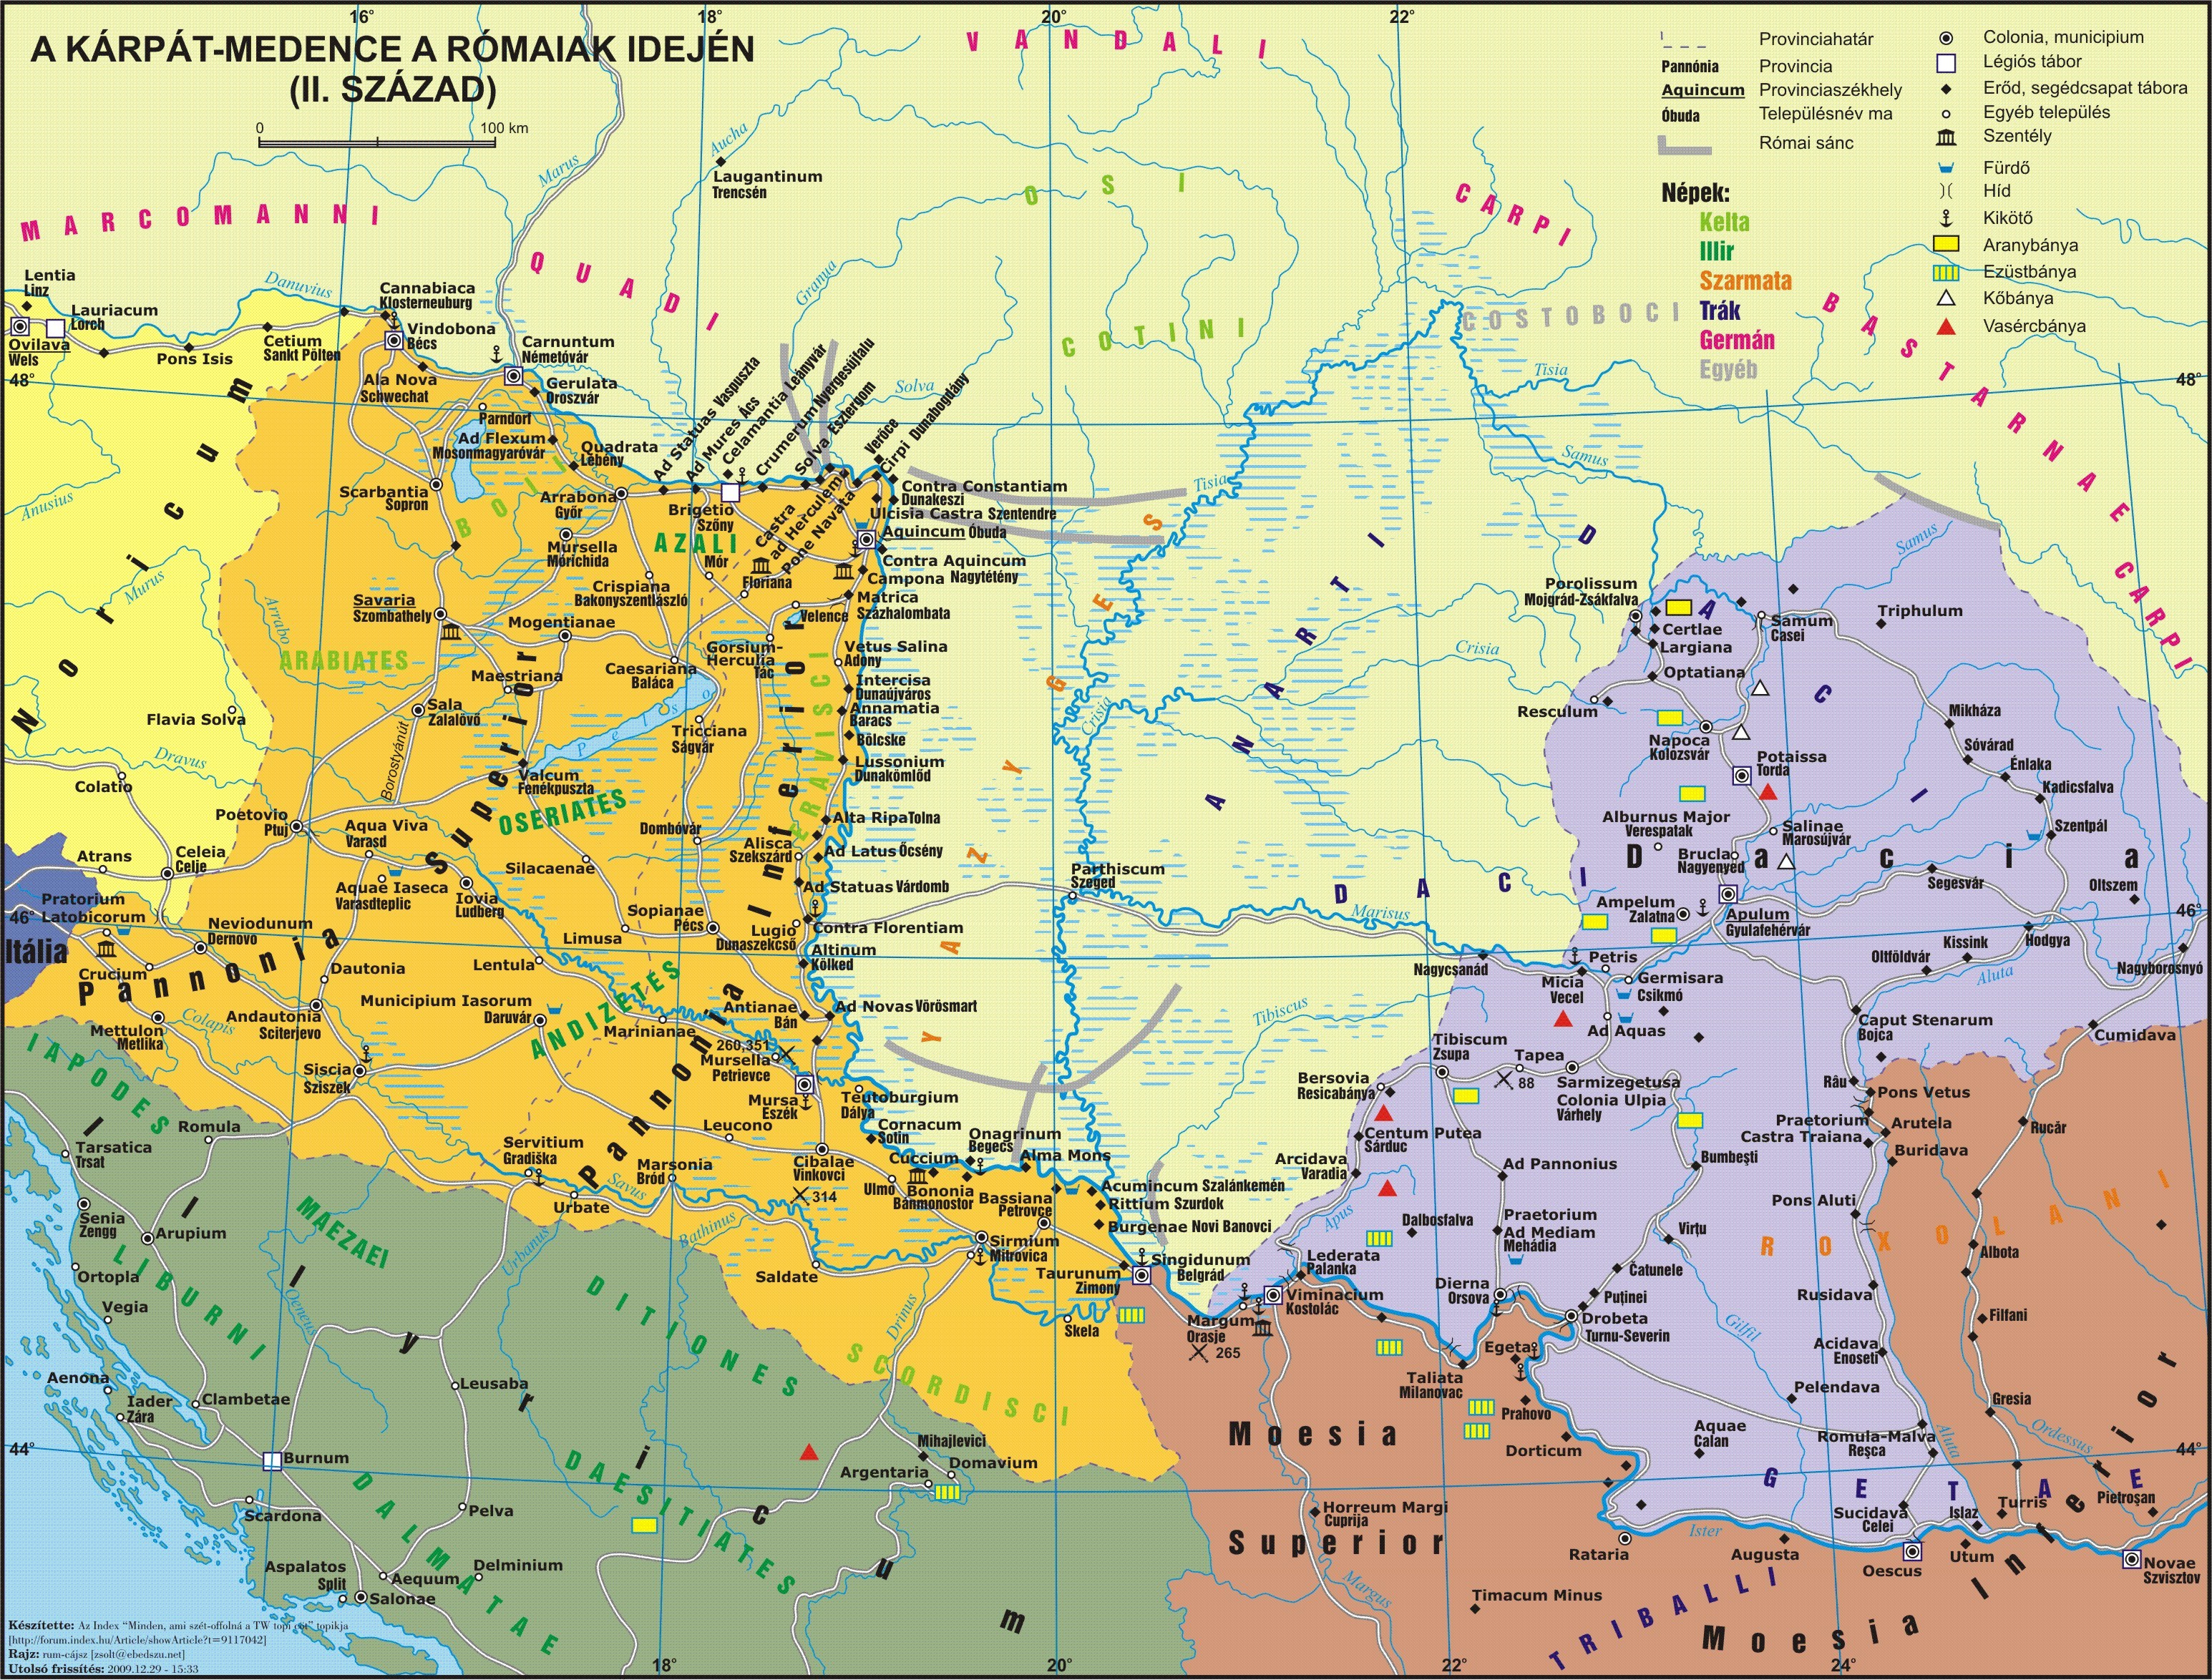 A KÁRPÁT-MEDENCE A RÓMAIAK IDEJÉN
(II. SZÁZAD)
0 100 km
16° 18° 20° 22°
Provinciahatár
Pannónia Provincia
Aquincum Provinciaszékhely
Óbuda Településnév ma
Római sánc
Népek:
Kelta
Illir
Szarmata
Trák
Germán
Egyéb
Colonia, municipium
Légiós tábor
Erőd, segédcsapat tábora
Egyéb település
Szentély
Fürdő
Híd
Kikötő
Aranybánya
Ezüstbánya
Kőbánya
Vasércbánya
VANDALI
MARCOMANNI
QUADI
OSI
COTINI
CARPI
COSTOBOCI
BASTARNAE
CARPI
Marus
Aucha
Laugantinum
Trencsén
Granua
Solva
Danuvius
Lentia
Linz
Lauriacum
Lorch
Ovilava
Wels
Pons Isis
Cetium
Sankt Pölten
Cannabiaca
Klosterneuburg
Vindobona
Bécs
Carnuntum
Németóvár
Ala Nova
Schwechat
Gerulata
Oroszvár
Parndorf
Ad Flexum
Mosonmagyaróvár
Quadrata
Lébény
Ad Statuas Vaspuszta
Ad Mures Ács
Celamantia Leányvár
Crumerum Nyergesújfalu
Solva Esztergom
Verőce
Cirpi Dunabogdány
48° 48°
Scarbantia
Sopron
BOII
Arrabona
Győr
Brigetio
Szőny
Castra
ad Herculem
Pone Navata
Contra Constantiam
Dunakeszi
Ulcisia Castra Szentendre
Aquincum Óbuda
Contra Aquincum
Campona Nagytétény
Matrica
Százhalombata
AZALI
Mór
Floriana
Velence
Mursella
Mórichida
Crispiana
Bakonyszentlászló
Savaria
Szombathely
Mogentianae
Arrabo
ARABIATES
Maestriana
Caesariana
Baláca
Gorsium-
Herculia
Tác
Vetus Salina
Adony
Intercisa
Dunaújváros
Annamatia
Baracs
Bölcske
Lussonium
Dunakömlőd
ERAVISCI
Sala
Zalalövő
Borostyánút
Pelso
Tricciana
Ságvár
Valcum
Fenékpuszta
OSERIATES
Noricum
Anusius
Murus
Flavia Solva
Dravus
Colatio
Poetovio
Ptuj
Aqua Viva
Varasd
Atrans
Celeia
Celje
Aquae Iaseca
Varasdteplic
Iovia
Ludberg
Silacaenae
Dombóvár
Alisca
Szekszárd
Alta Ripa Tolna
Ad Latus Őcsény
Ad Statuas Várdomb
Sopianae
Pécs
Lugio
Dunaszekcső
Contra Florentiam
Limusa
Altinum
Kölked
Lentula
Pratorium
Latobicorum
46° 46°
Itália
Neviodunum
Dernovo
Crucium
Pannonia Superior
Pannonia Inferior
Dautonia
Andautonia
Sciterjevo
Mettulon
Metlika
Colapis
Municipium Iasorum
Daruvár
ANDIZETES
Marinianae
Antianae
Bán
Ad Novas Vörösmart
260,351
Mursella
Petrievce
Mursa
Eszék
Teutoburgium
Dálya
Cornacum
Sotin
Siscia
Sziszek
Leucono
Cibalae
Vinkovci
314
Ulmo
Cuccium
Onagrinum
Begecs
Bononia
Bánmonostor
Alma Mons
Acumincum Szalánkemén
Rittium Szurdok
Burgenae Novi Banovci
Bassiana
Petrovce
Sirmium
Mitrovica
Singidunum
Belgrád
Taurunum
Zimony
Servitium
Gradiška
Marsonia
Bród
Urbate
Savus
Saldate
Skela
Bathinus
Urbanus
Drinus
Oeneus
IAPODES
Tarsatica
Trsat
Romula
Senia
Zengg
Arupium
Ortopla
Vegia
LIBURNI
MAEZAEI
DITIONES
SCORDISCI
Illyricum
Aenona
Iader
Zára
Clambetae
Leusaba
44° 44°
Burnum
DALMATAE
DAESITIATES
Scardona
Pelva
Mihajlevici
Domavium
Argentaria
Aspalatos
Split
Aequum
Delminium
Salonae
IAZYGES
ANARTI
DACI
Tisia
Tisia
Samus
Samus
Crisia
Crisia
Marisus
Tibiscus
Parthiscum
Szeged
Nagycsánád
Dacia
DACI
Porolissum
Mojgrád-Zsákfalva
Certlae
Largiana
Samum
Casei
Triphulum
Optatiana
Resculum
Napoca
Kolozsvár
Potaissa
Torda
Mikháza
Sóvárad
Énlaka
Kadicsfalva
Szentpál
Alburnus Major
Verespatak
Salinae
Marosújvár
Brucla
Nagyenyed
Segesvár
Oltszem
Ampelum
Zalatna
Apulum
Gyulafehérvár
Oltföldvár
Kissink
Hodgya
Nagyborosnyó
Aluta
Micia
Vecel
Petris
Germisara
Csikmó
Ad Aquas
Caput Stenarum
Bojca
Cumidava
Tibiscum
Zsupa
Tapea
88
Sarmizegetusa
Colonia Ulpia
Várhely
Bersovia
Resicabánya
Centum Putea
Sárduc
Arcidava
Varadia
Ad Pannonius
Râu
Pons Vetus
Praetorium
Arutela
Castra Traiana
Buridava
Rucăr
Bumbeşti
Pons Aluti
Apus
Dalbosfalva
Praetorium
Ad Mediam
Mehádia
Virţu
ROXOLANI
Albota
Lederata
Palanka
Viminacium
Kostolác
Dierna
Orsova
Čatunele
Puţinei
Drobeta
Turnu-Severin
Rusidava
Filfani
Gilfil
Margum
Orasje
265
Egeta
Taliata
Milanovac
Acidava
Enoseti
Prahovo
Pelendava
Gresia
Dorticum
Aquae
Calan
Romula-Malva
Reşca
Aluta
Ordessus
Moesia
Superior
GETAE
Horreum Margi
Cuprija
Margus
Sucidava
Celei
Islaz
Turris
Pietroşan
Rataria
Ister
Augusta
Oescus
Utum
Novae
Szvisztov
Timacum Minus
TRIBALLI
Moesia Inferior
Készítette: Az Index "Minden, ami szét-offolná a TW topi cot" topikja
[http://forum.index.hu/Article/showArticle?t=9117042]
Rajz: rum-cájsz [zsolt@ebedszu.net]
Utolsó frissítés: 2009.12.29 - 15:33
18° 20° 22° 24°